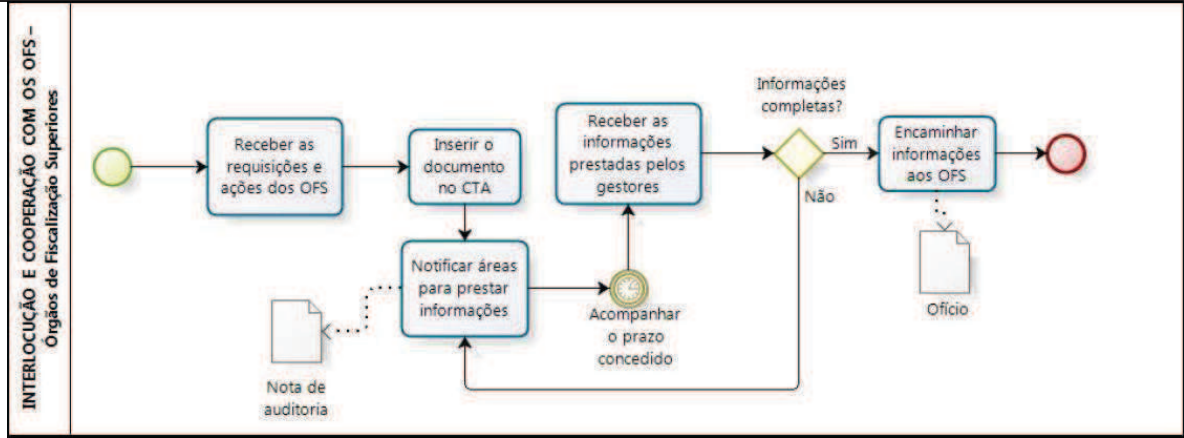 INTERLOCUÇÃO E COOPERAÇÃO COM OS OFS –
Órgãos de Fiscalização Superiores
Receber as
requisições e
ações dos OFS
Inserir o
documento
no CTA
Notificar áreas
para prestar
informações
Nota de
auditoria
Acompanhar
o prazo
concedido
Receber as
informações
prestadas pelos
gestores
Informações
completas?
Sim
Não
Encaminhar
informações
aos OFS
Ofício